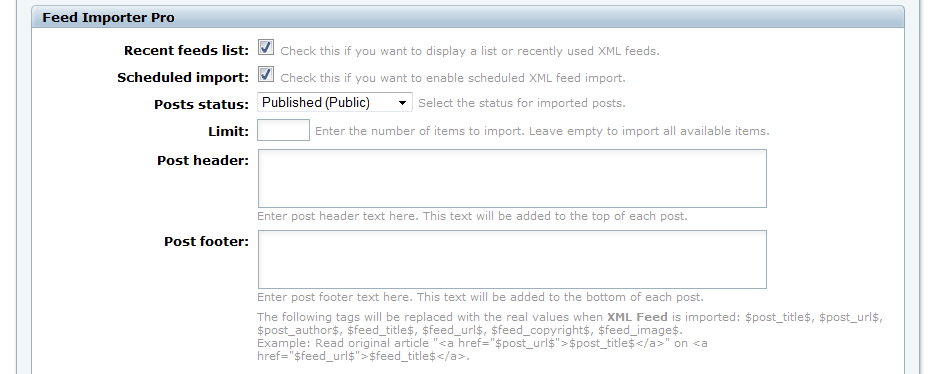 Feed Importer Pro
Recent feeds list: Check this if you want to display a list or recently used XML feeds.
Scheduled import: Check this if you want to enable scheduled XML feed import.
Posts status: Published (Public) Select the status for imported posts.
Limit: Enter the number of items to import. Leave empty to import all available items.
Post header:
Enter post header text here. This text will be added to the top of each post.
Post footer:
Enter post footer text here. This text will be added to the bottom of each post.
The following tags will be replaced with the real values when XML Feed is imported: $post_title$, $post_url$,
$post_author$, $feed_title$, $feed_url$, $feed_copyright$, $feed_image$.
Example: Read original article "<a href="$post_url$">$post_title$</a>" on <a
href="$feed_url$">$feed_title$</a>.